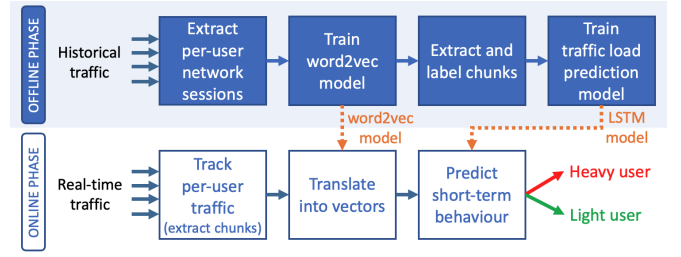 OFFLINE PHASE
Historical
traffic
Extract
per-user
network
sessions
Train
word2vec
model
Extract and
label chunks
Train
traffic load
prediction
model
word2vec
model
LSTM
model
ONLINE PHASE
Real-time
traffic
Track
per-user
traffic
(extract chunks)
Translate
into vectors
Predict
short-term
behaviour
Heavy user
Light user